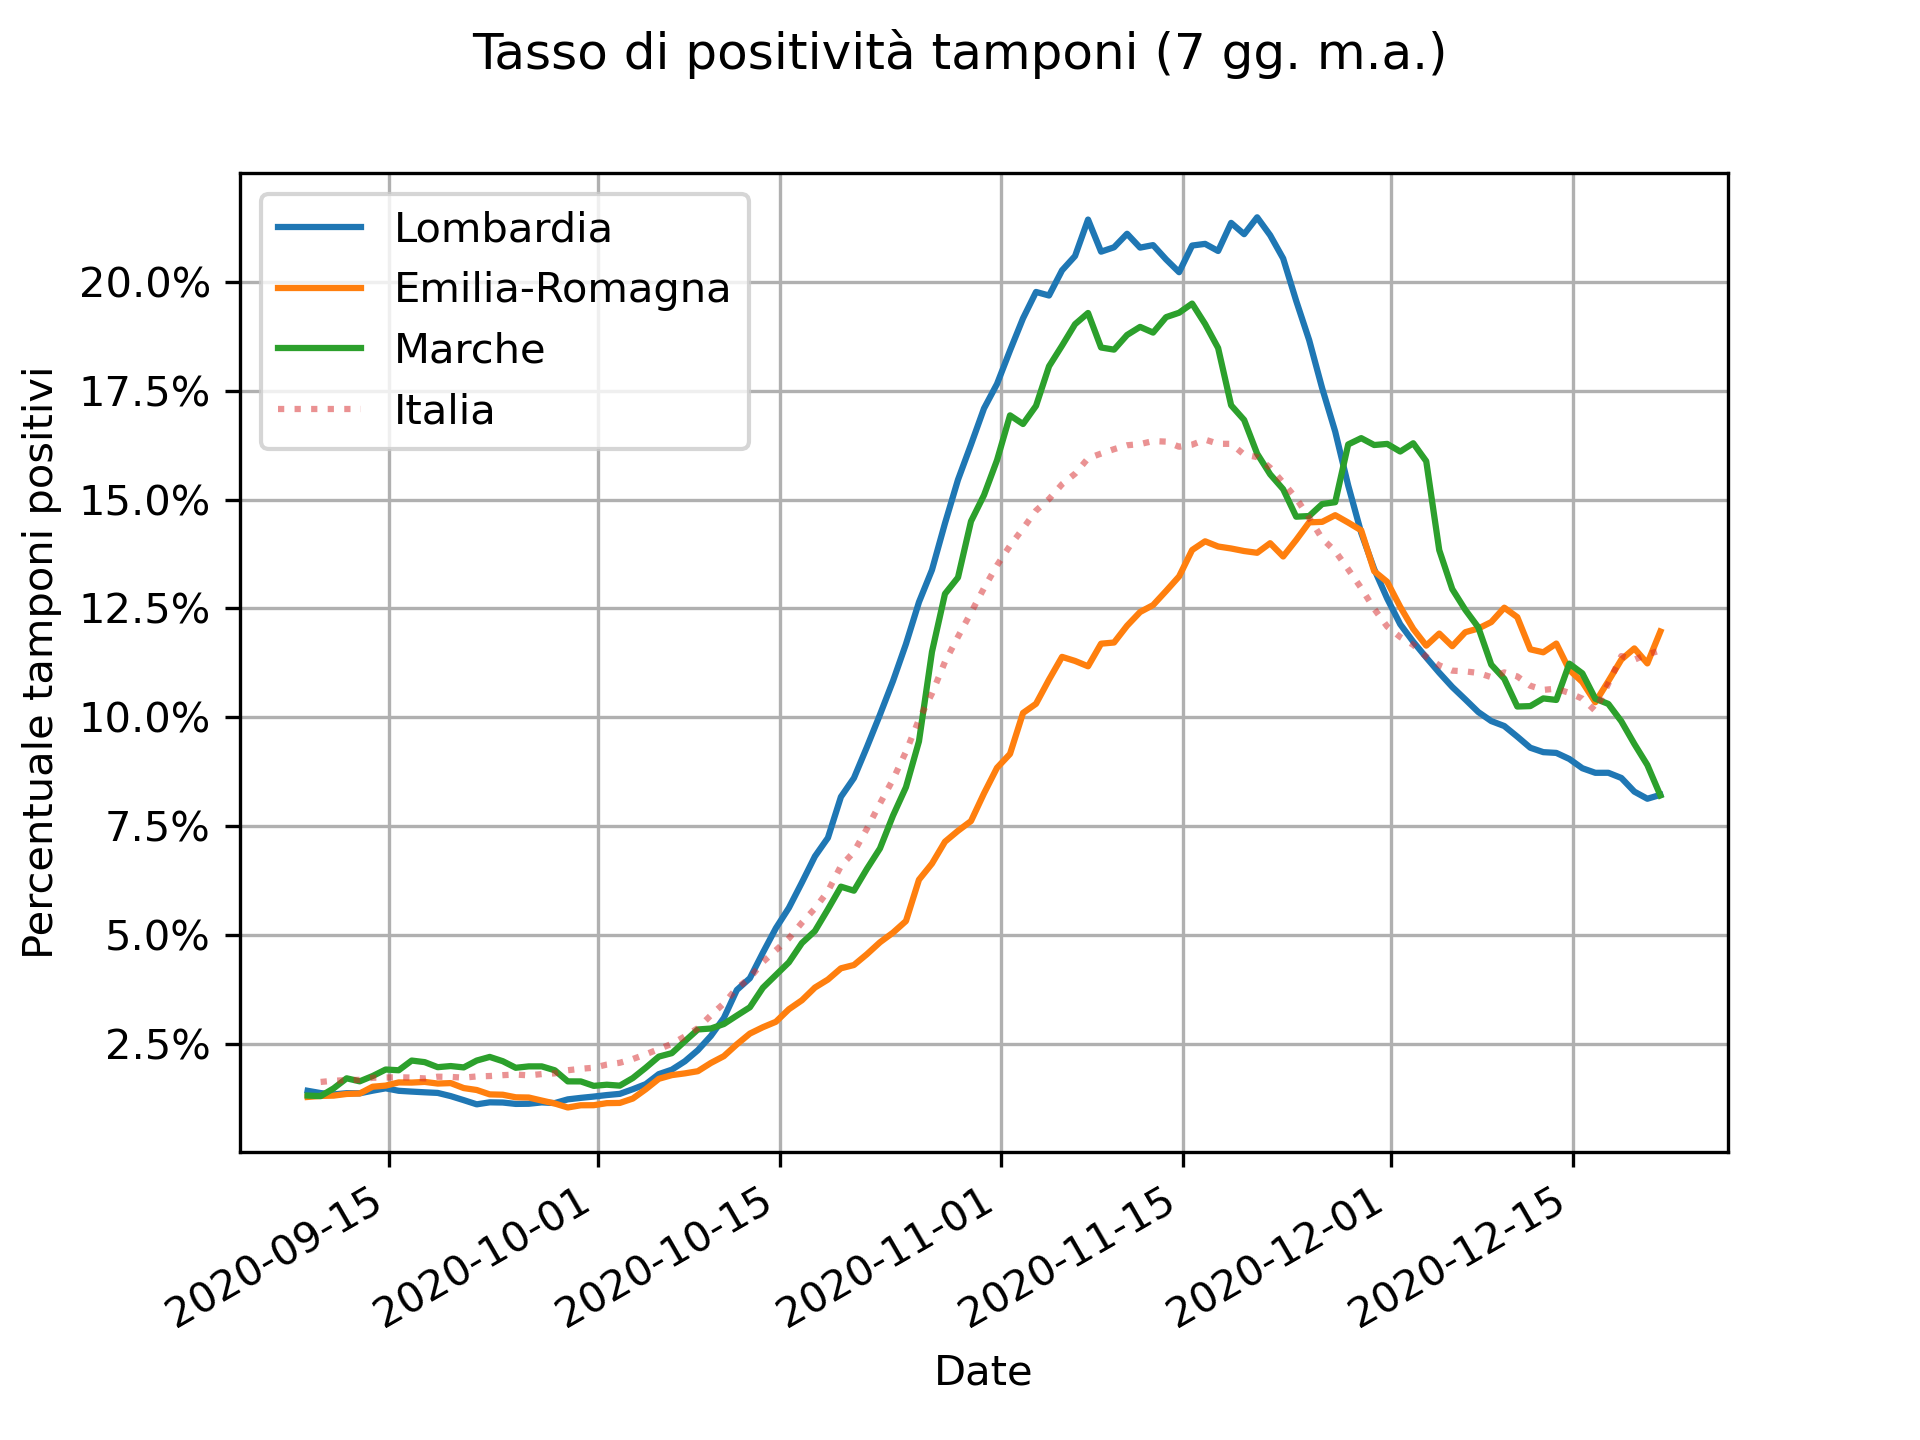 Tasso di positività tamponi (7 gg. m.a.)
Lombardia
Emilia-Romagna
Marche
Italia
Percentuale tamponi positivi
20.0%
17.5%
15.0%
12.5%
10.0%
7.5%
5.0%
2.5%
2020-09-15
2020-10-01
2020-10-15
2020-11-01
2020-11-15
2020-12-01
2020-12-15
Date